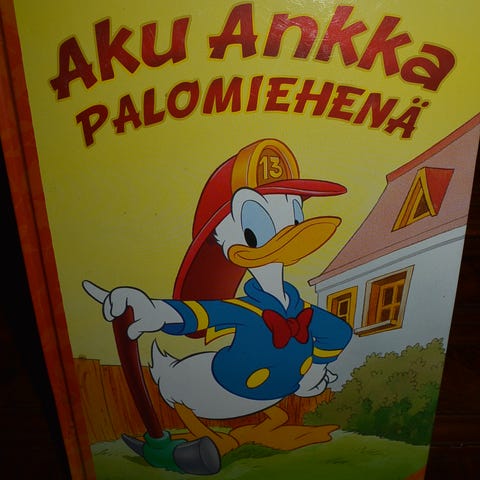 Aku Ankka
PALOMIEHENÄ
13